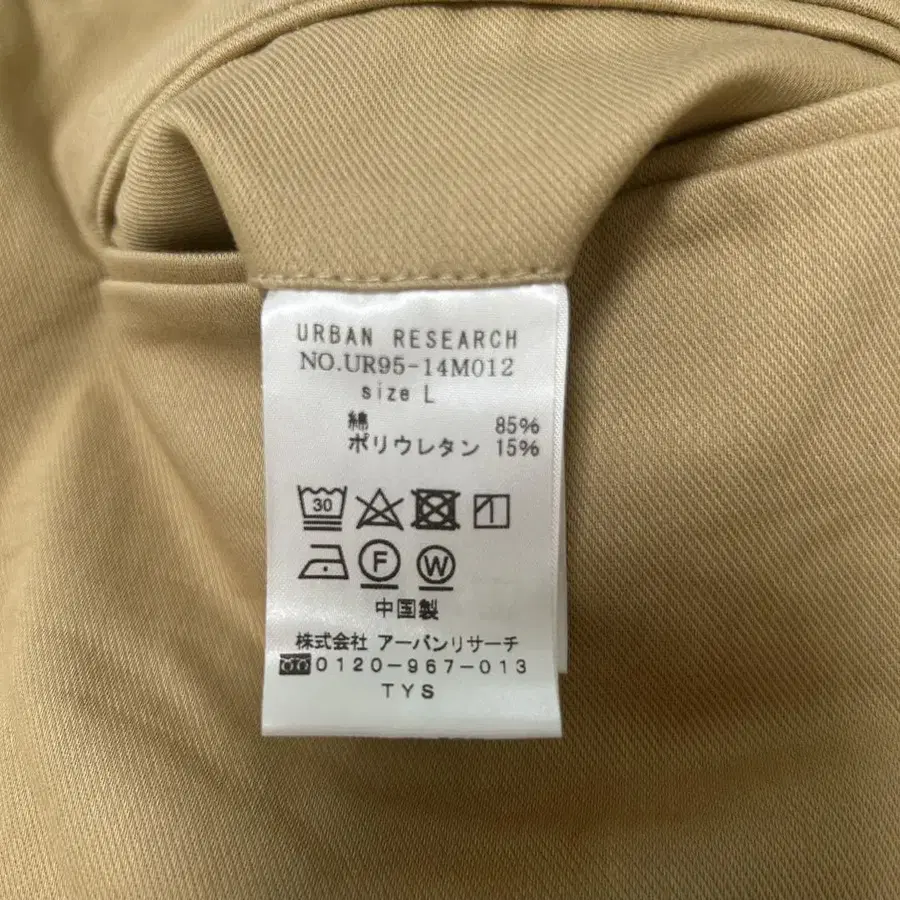 URBAN RESEARCH
NO.UR95-14M012
size L
綿 85%
ポリウレタン 15%
30
F W
中国製
株式会社 アーバンリサーチ
0120-967-013
TYS